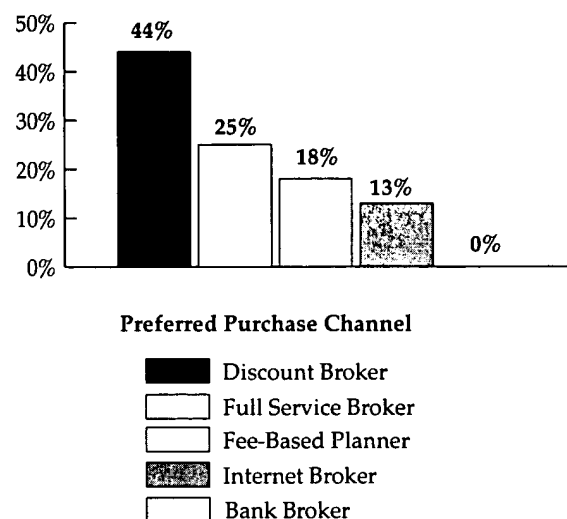 50%
44%
40%
30%
25%
20%
18%
13%
10%
0%
0%
Preferred Purchase Channel
Discount Broker
Full Service Broker
Fee-Based Planner
Internet Broker
Bank Broker